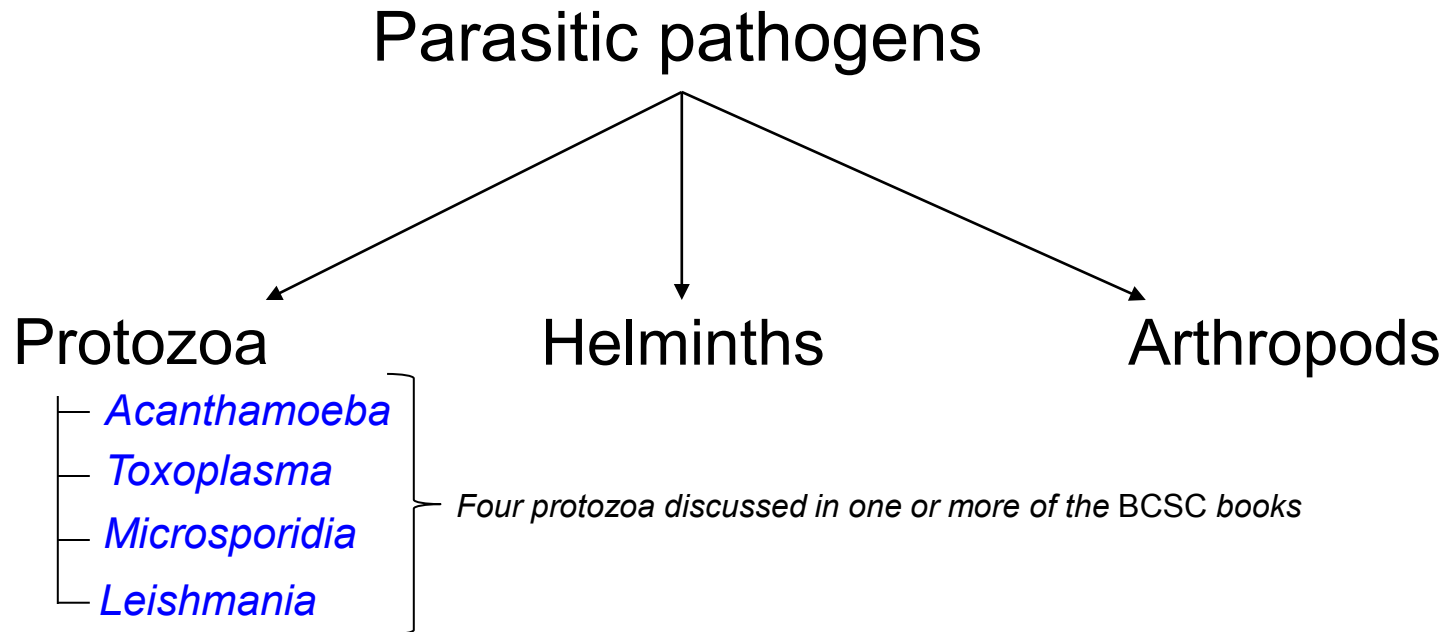 Parasitic pathogens
Protozoa
Helminths
Arthropods
Acanthamoeba
Toxoplasma
Microsporidia
Leishmania
Four protozoa discussed in one or more of the BCSC books